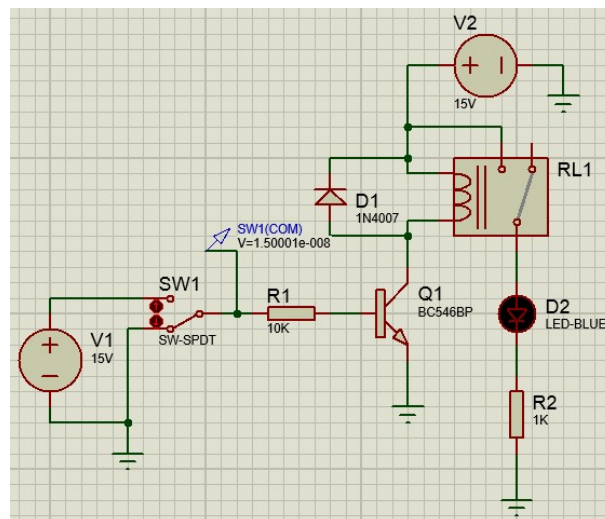 V2
+
15V
RL1
D1
1N4007
SW1(COM)
V=1.50001e-008
SW1
R1
10K
Q1
BC546BP
D2
LED-BLUE
SW-SPDT
V1
15V
R2
1K